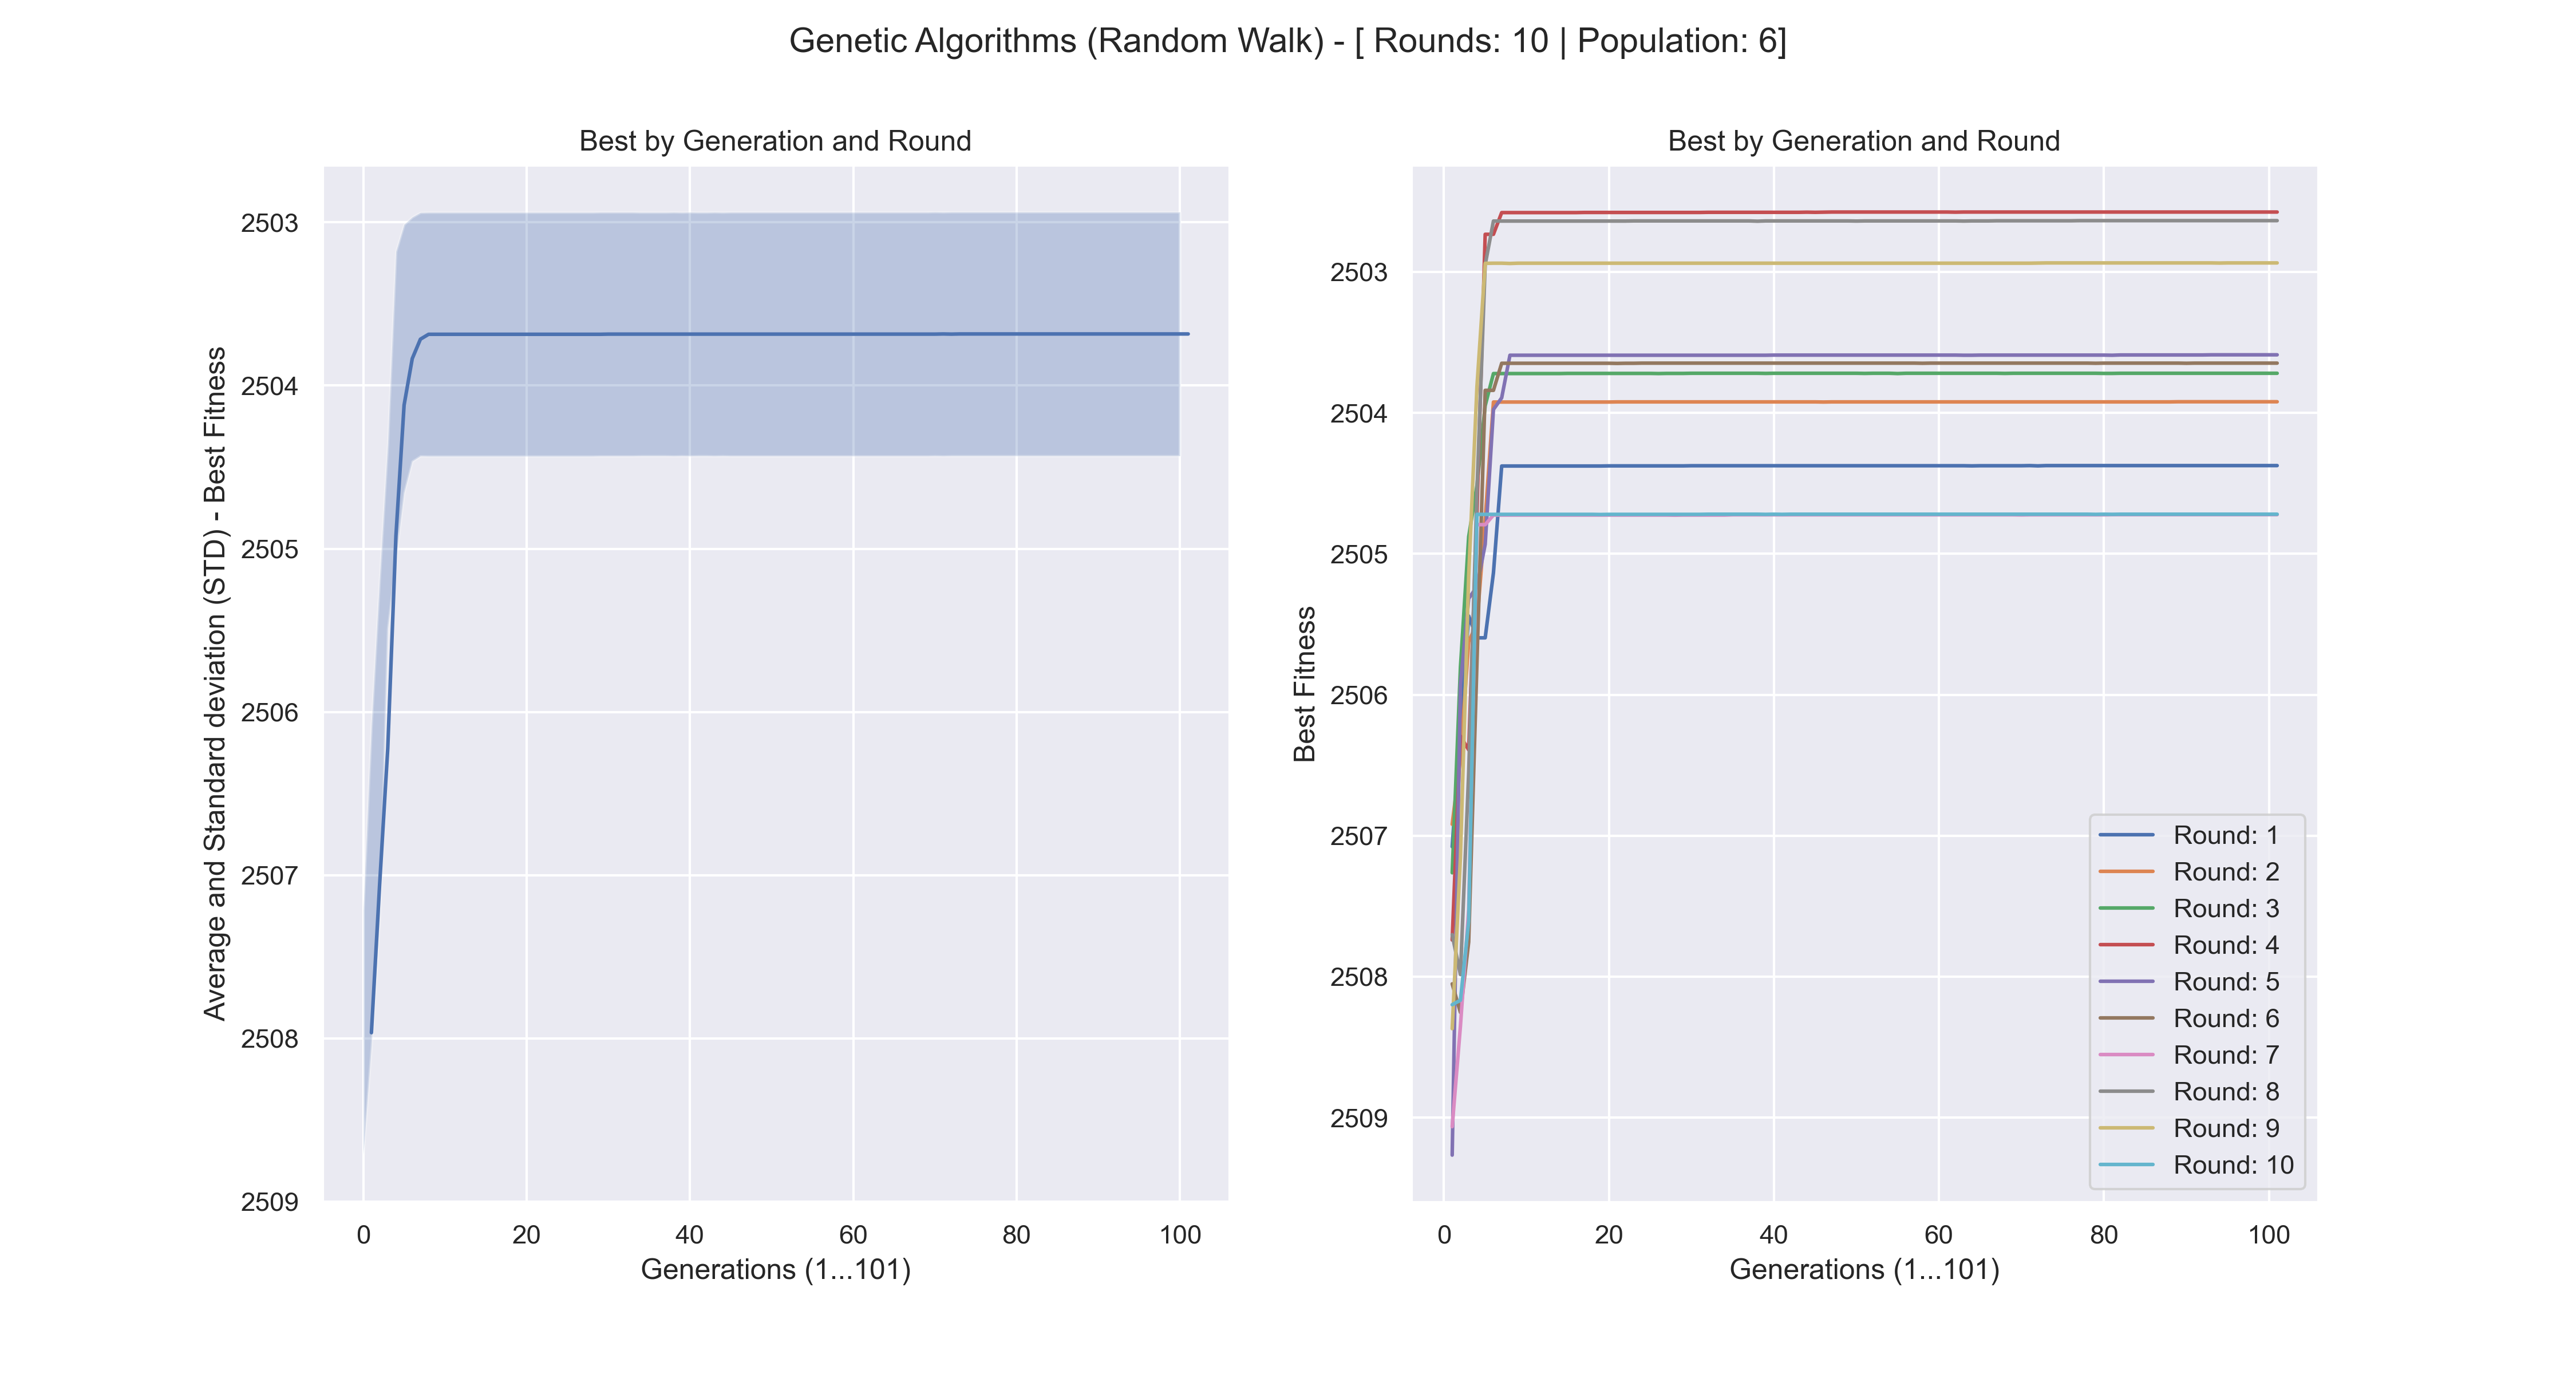 Genetic Algorithms (Random Walk) - [ Rounds: 10 | Population: 6]
Best by Generation and Round
Average and Standard deviation (STD) - Best Fitness
2503
2504
2505
2506
2507
2508
2509
0 20 40 60 80 100
Generations (1...101)
Best by Generation and Round
Best Fitness
2503
2504
2505
2506
2507
2508
2509
0 20 40 60 80 100
Generations (1...101)
Round: 1
Round: 2
Round: 3
Round: 4
Round: 5
Round: 6
Round: 7
Round: 8
Round: 9
Round: 10